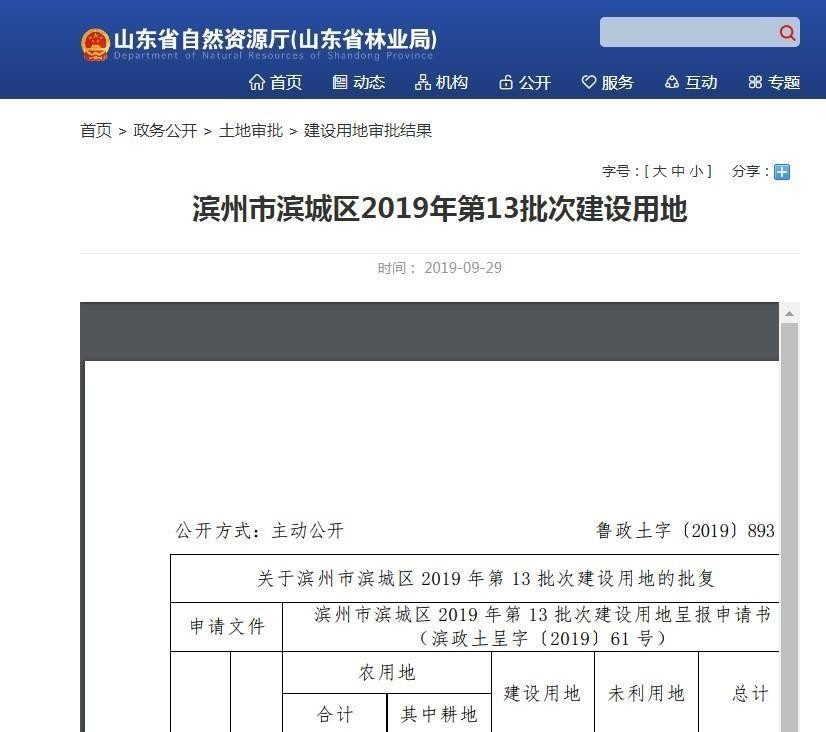 山东省自然资源厅(山东省林业局)
Department of Natural Resources of Shandong Province
首页 动态 机构 公开 服务 互动 专题
首页 > 政务公开 > 土地审批 > 建设用地审批结果
字号：[ 大 中 小 ] 分享：
滨州市滨城区2019年第13批次建设用地
时间： 2019-09-29
公开方式：主动公开 鲁政土字〔2019〕893
关于滨州市滨城区 2019 年第 13 批次建设用地的批复
申请文件
滨州市滨城区 2019 年第 13 批次建设用地呈报申请书
（滨政土呈字〔2019〕61 号）
农用地
建设用地 未利用地 总计
合计 其中耕地